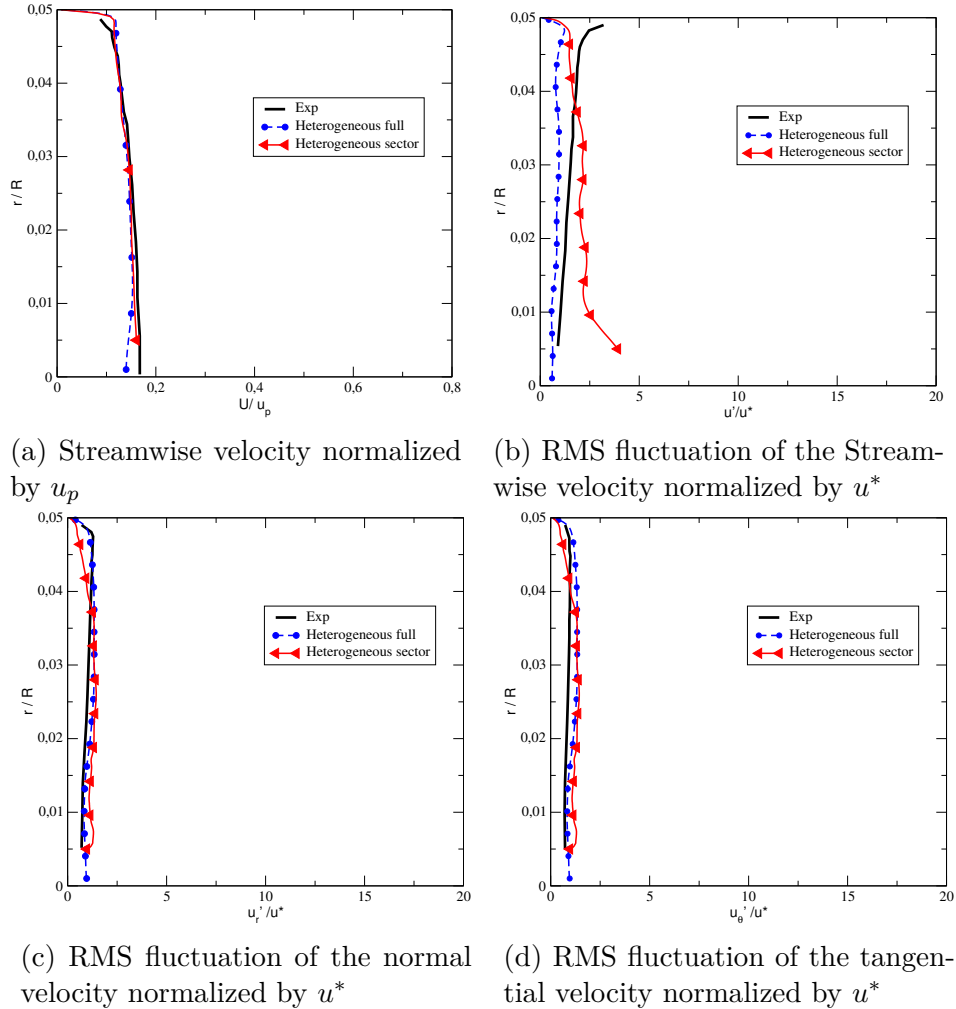 0,05
0,04
0,03
0,02
0,01
0
r / R
0
0,2
0,4
0,6
0,8
U/ u_p
Exp
Heterogeneous full
Heterogeneous sector
(a) Streamwise velocity normalized
by u_p
0,05
0,04
0,03
0,02
0,01
0
r / R
0
5
10
15
20
u'/u*
Exp
Heterogeneous full
Heterogeneous sector
(b) RMS fluctuation of the Stream-
wise velocity normalized by u*
0,05
0,04
0,03
0,02
0,01
0
r / R
0
5
10
15
20
u_r'/u*
Exp
Heterogeneous full
Heterogeneous sector
(c) RMS fluctuation of the normal
velocity normalized by u*
0,05
0,04
0,03
0,02
0,01
0
r / R
0
5
10
15
20
u_θ'/u*
Exp
Heterogeneous full
Heterogeneous sector
(d) RMS fluctuation of the tangen-
tial velocity normalized by u*